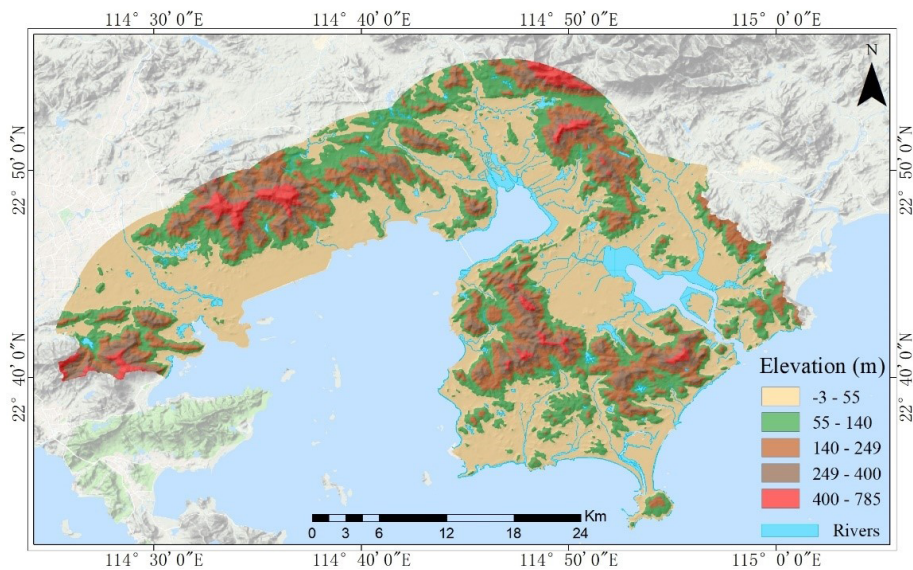 114° 30' 0"E 114° 40' 0"E 114° 50' 0"E 115° 0' 0"E
N
22° 50' 0"N
22° 50' 0"N
22° 40' 0"N
22° 40' 0"N
Elevation (m)
-3 - 55
55 - 140
140 - 249
249 - 400
400 - 785
Rivers
Km
0 3 6 12 18 24
114° 30' 0"E 114° 40' 0"E 114° 50' 0"E 115° 0' 0"E